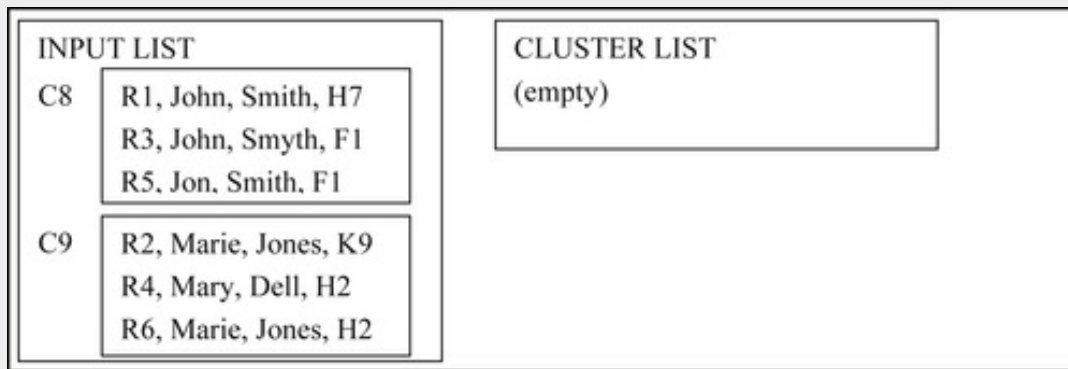 INPUT LIST
C8
R1, John, Smith, H7
R3, John, Smyth, F1
R5, Jon, Smith, F1
C9
R2, Marie, Jones, K9
R4, Mary, Dell, H2
R6, Marie, Jones, H2
CLUSTER LIST
(empty)